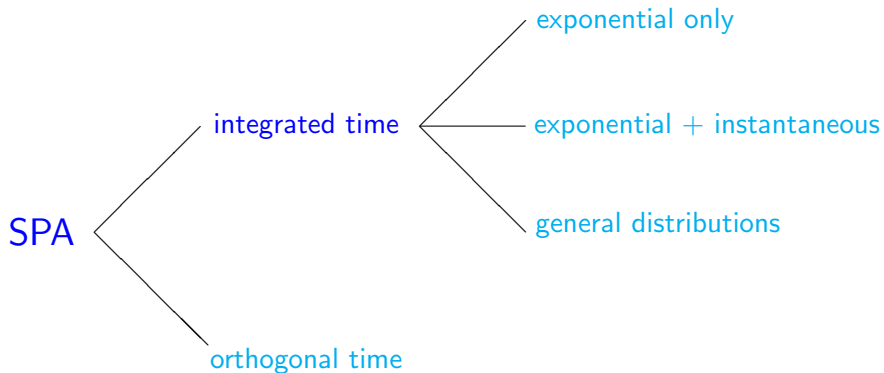 exponential only
integrated time
exponential + instantaneous
general distributions
SPA
orthogonal time